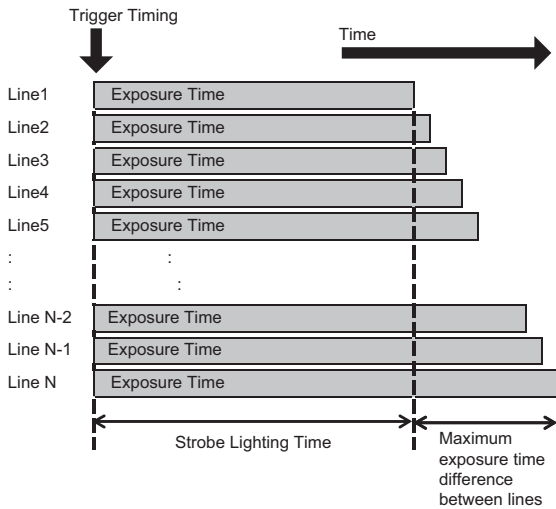 Trigger Timing
Time
Line1 Exposure Time
Line2 Exposure Time
Line3 Exposure Time
Line4 Exposure Time
Line5 Exposure Time
: :
: :
Line N-2 Exposure Time
Line N-1 Exposure Time
Line N Exposure Time
Strobe Lighting Time
Maximum
exposure time
difference
between lines